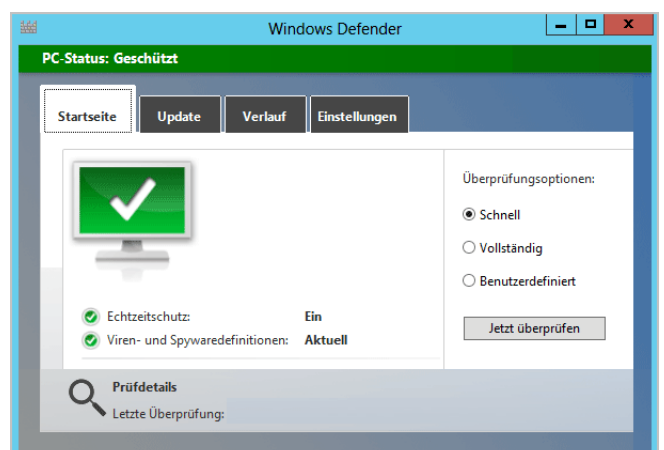 Windows Defender
PC-Status: Geschützt
Startseite
Update
Verlauf
Einstellungen
Überprüfungsoptionen:
Schnell
Vollständig
Benutzerdefiniert
Jetzt überprüfen
Echtzeitschutz: Ein
Viren- und Spywaredefinitionen: Aktuell
Prüfdetails
Letzte Überprüfung: